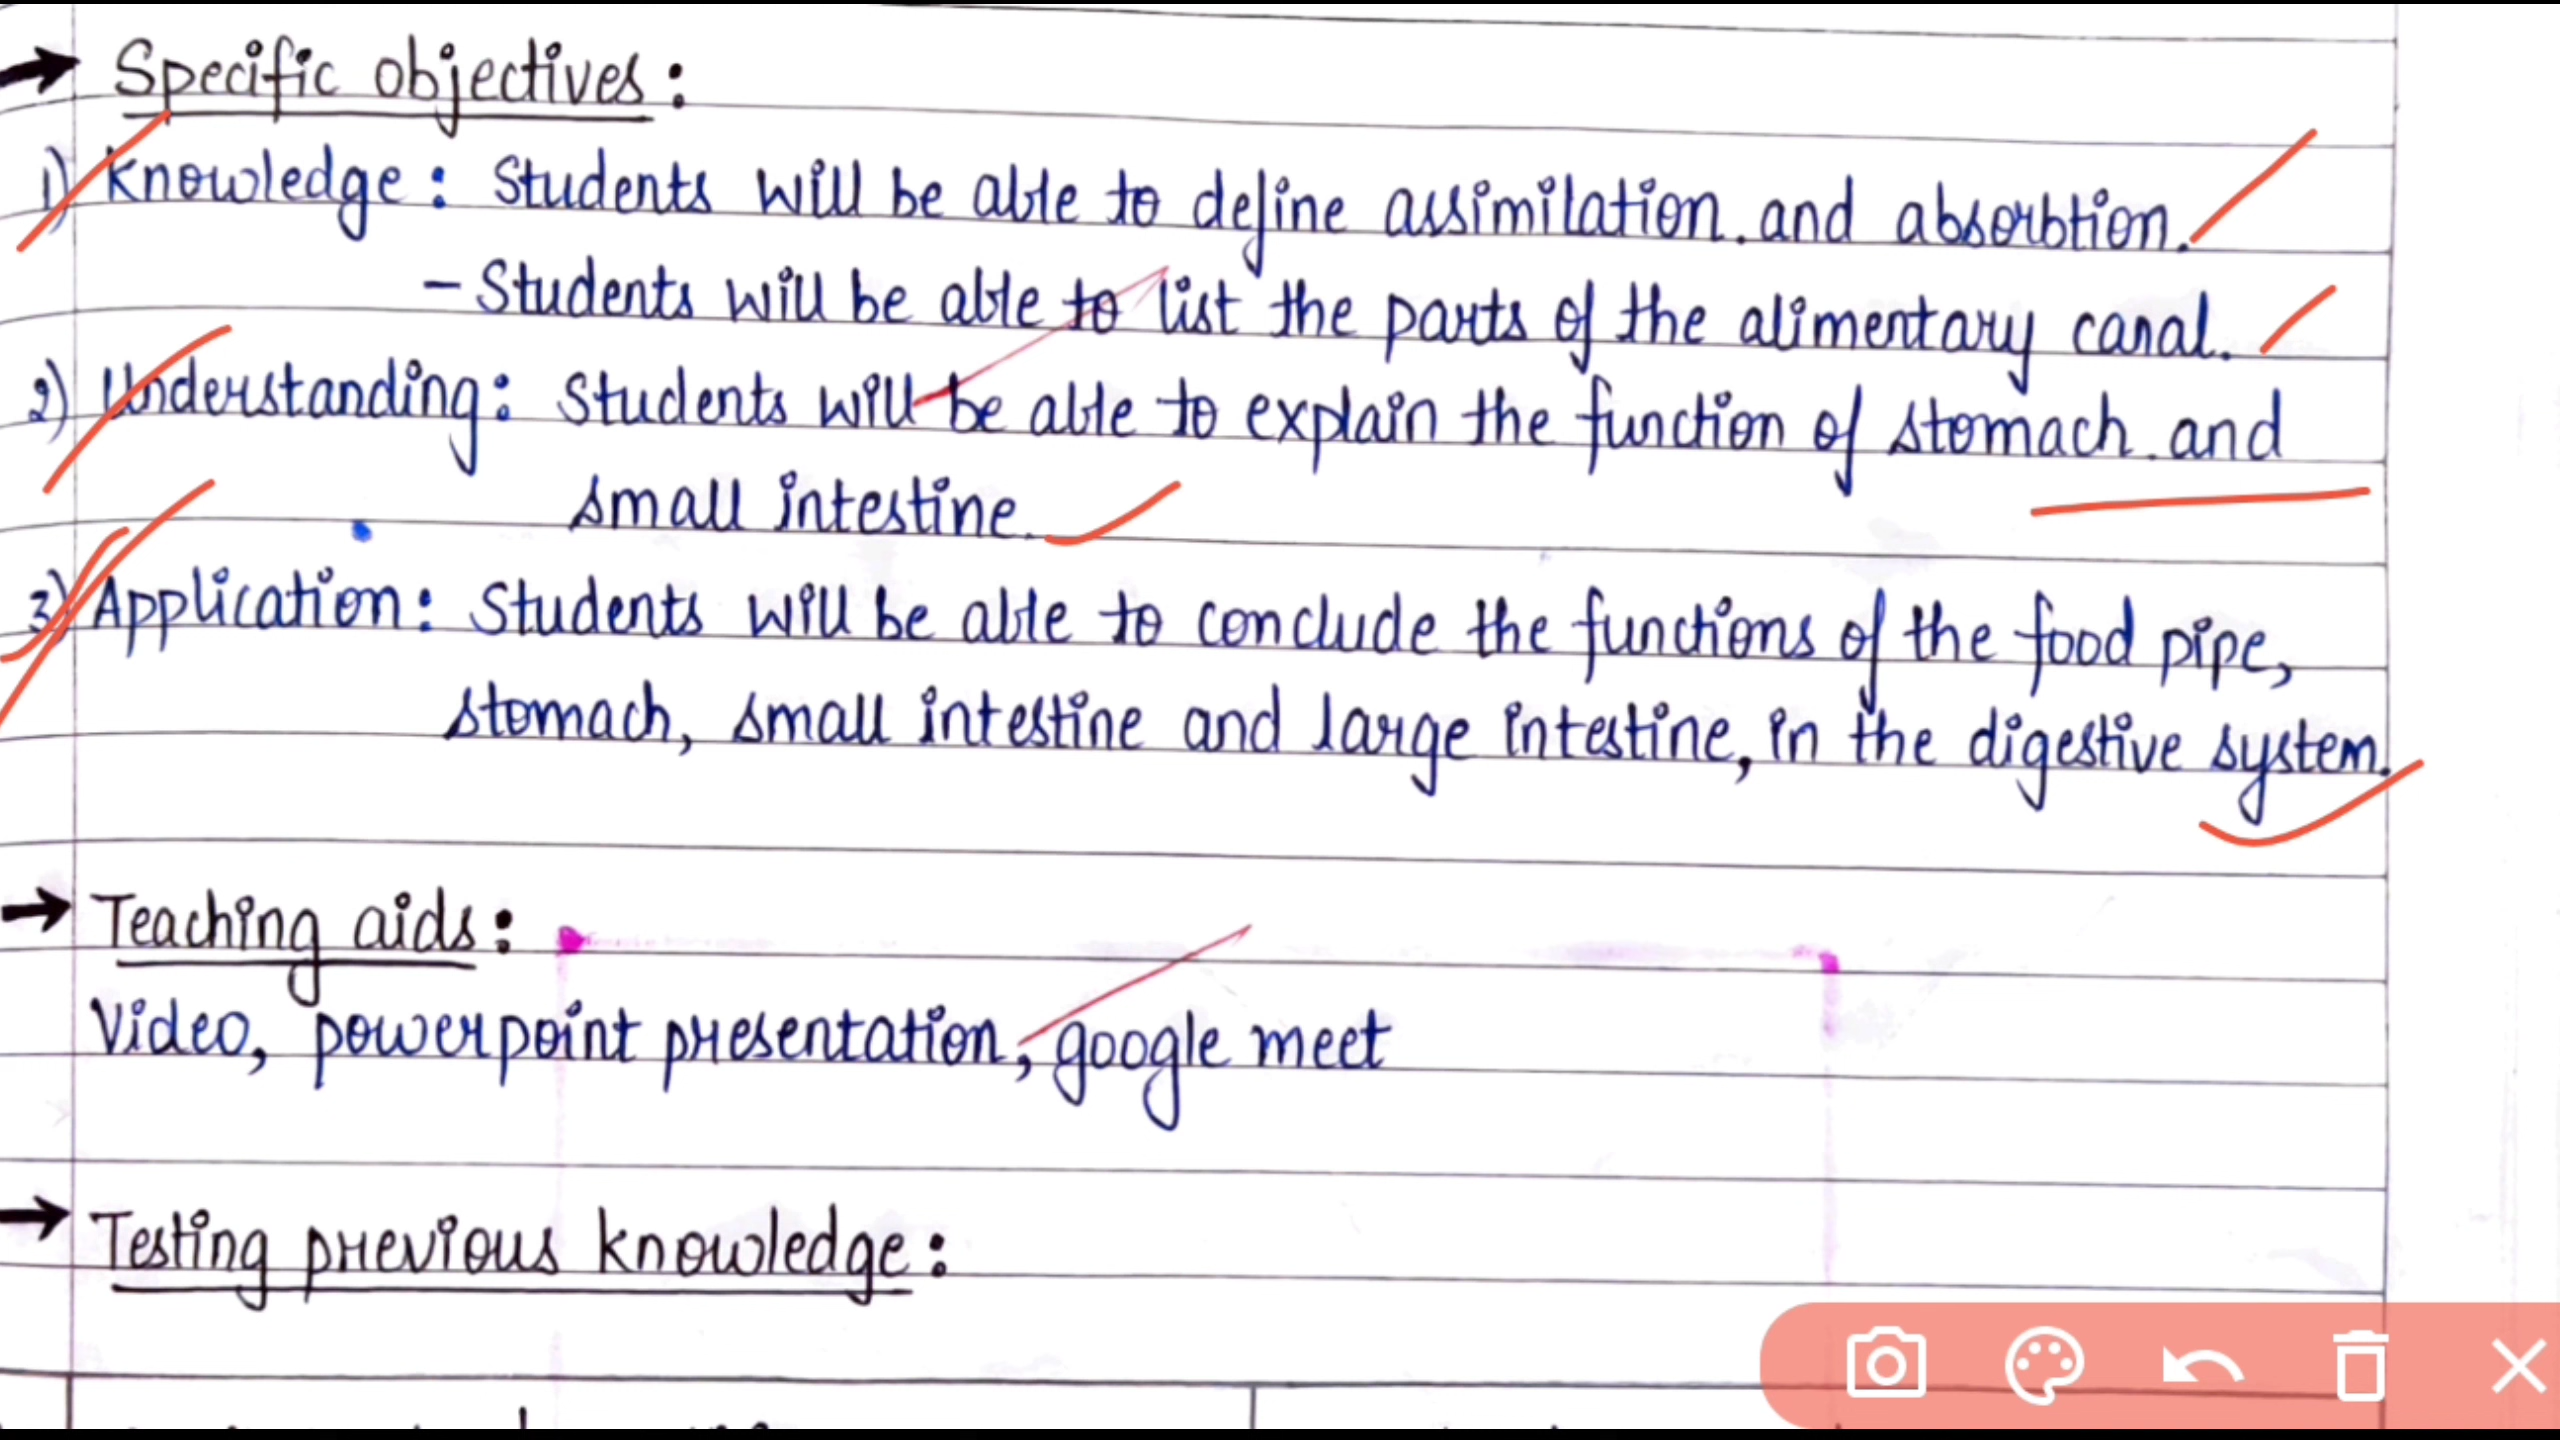 → Specific objectives :
1) Knowledge : Students will be able to define assimilation. and absorbtion.
- Students will be able to list the parts of the alimentary canal.
2) Understanding : Students will be able to explain the function of stomach. and
small intestine.
3) Application : Students will be able to conclude the functions of the food pipe,
stomach, small intestine and large intestine, in the digestive system.
→ Teaching aids :
Video, powerpoint presentation, google meet
→ Testing previous knowledge :